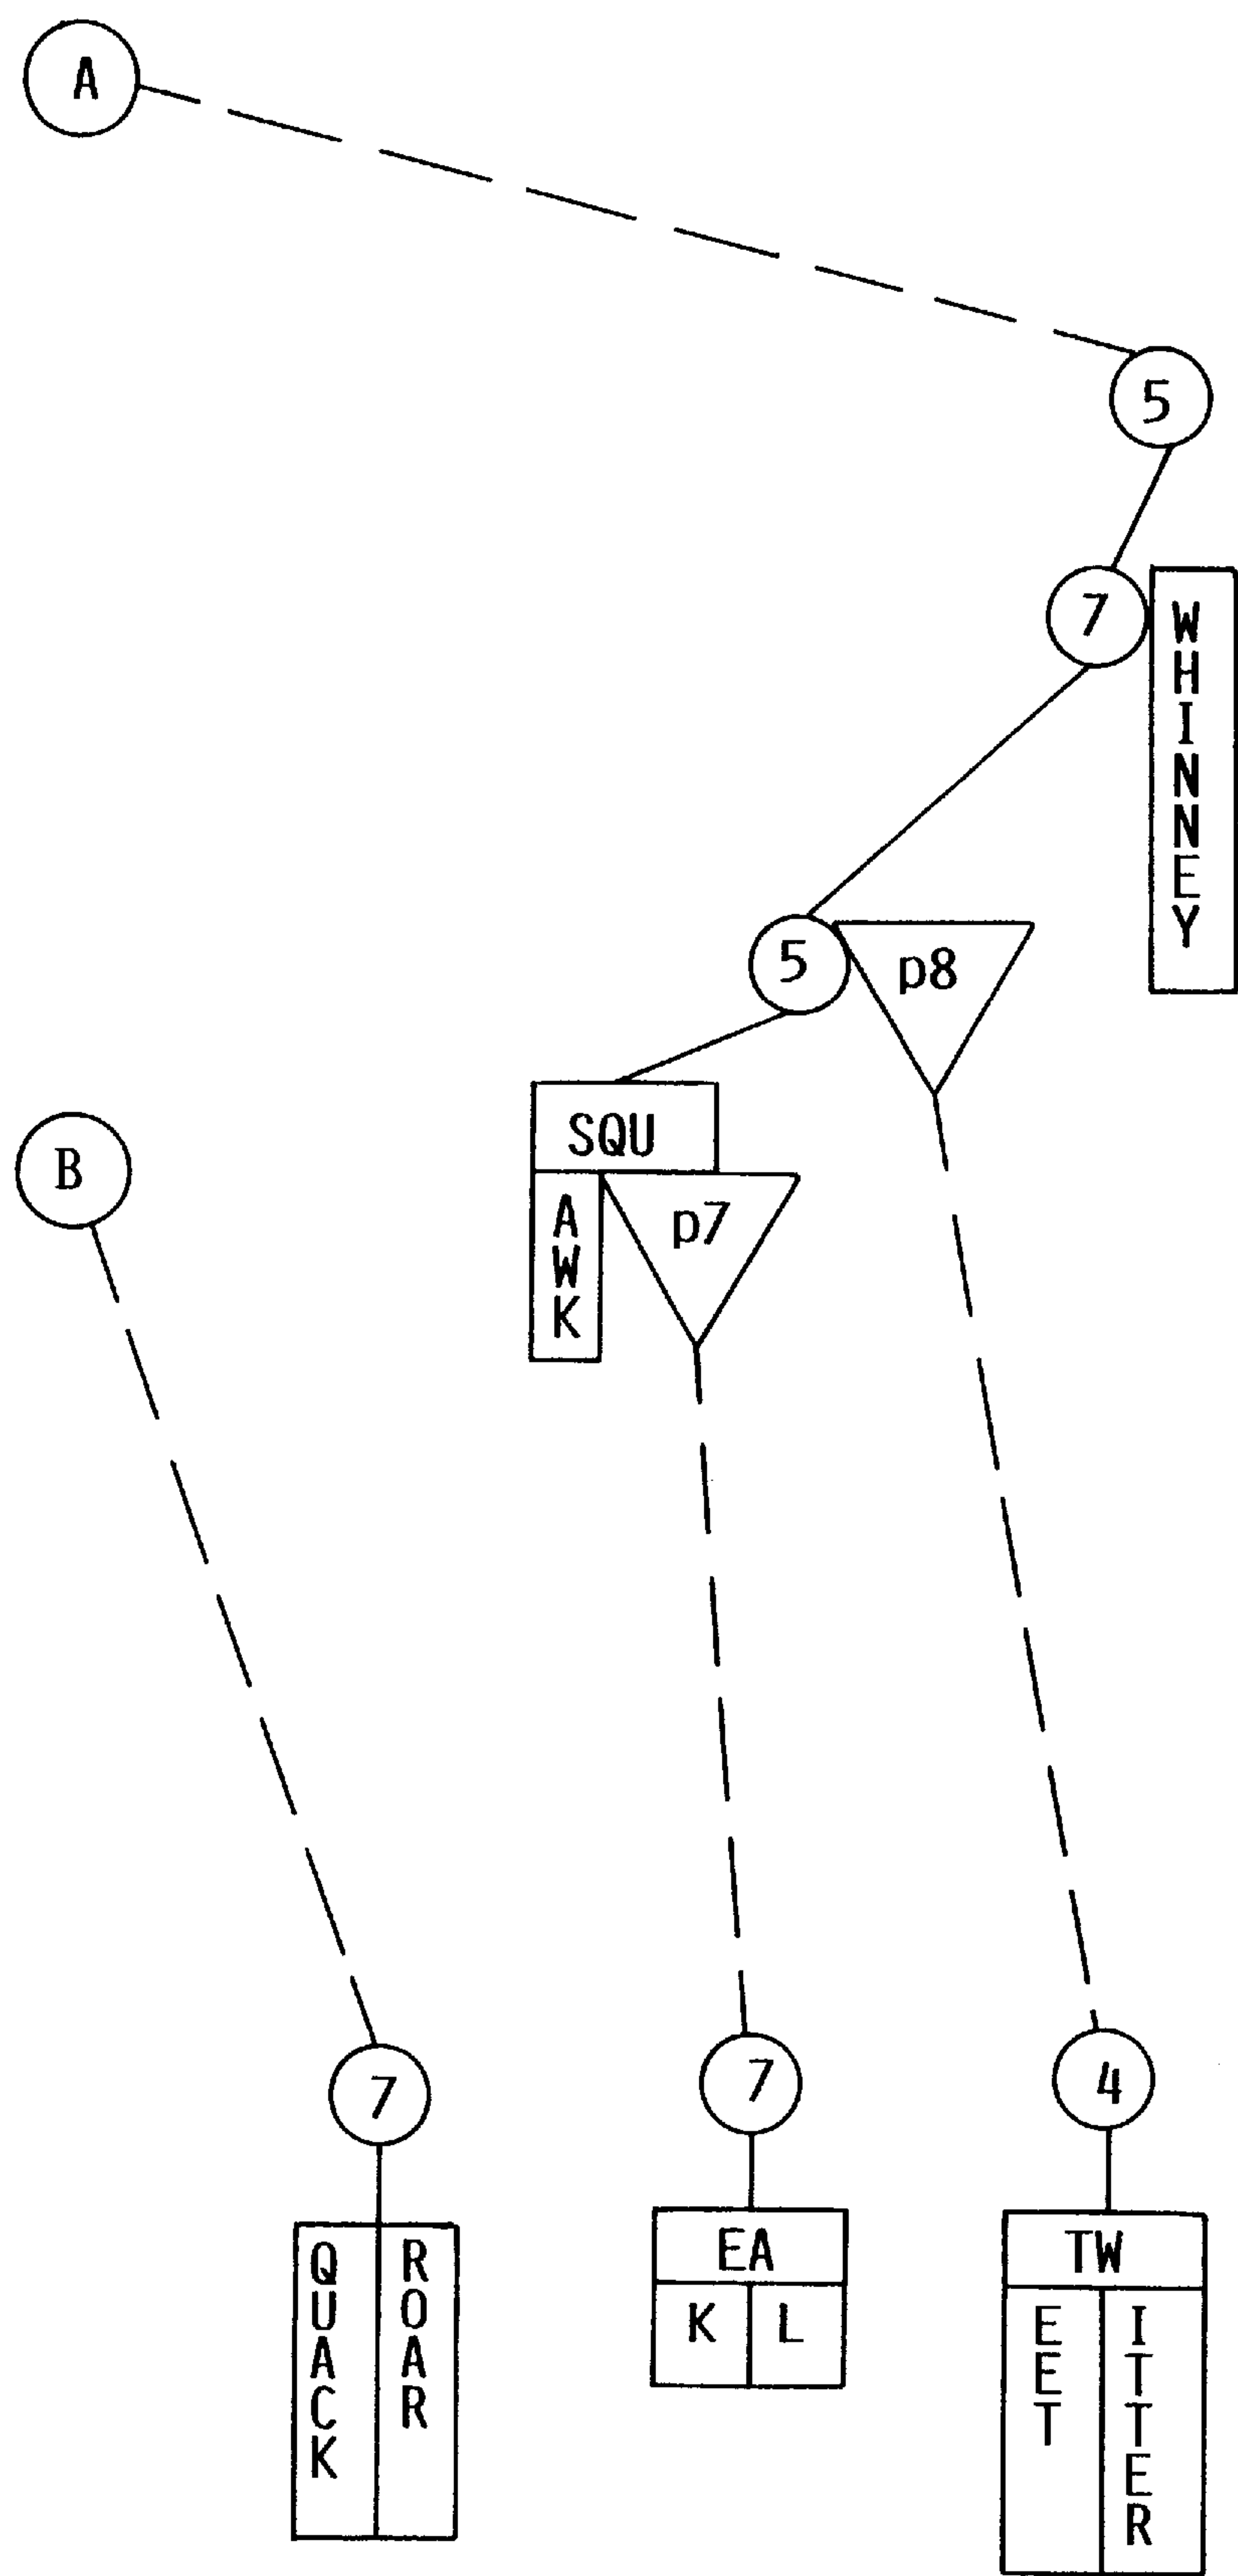 A
5
7
WHINNEY
5
p8
SQU
B
AWK
p7
7
7
4
QUACK
ROAR
EA
K L
TW
EET
ITTER